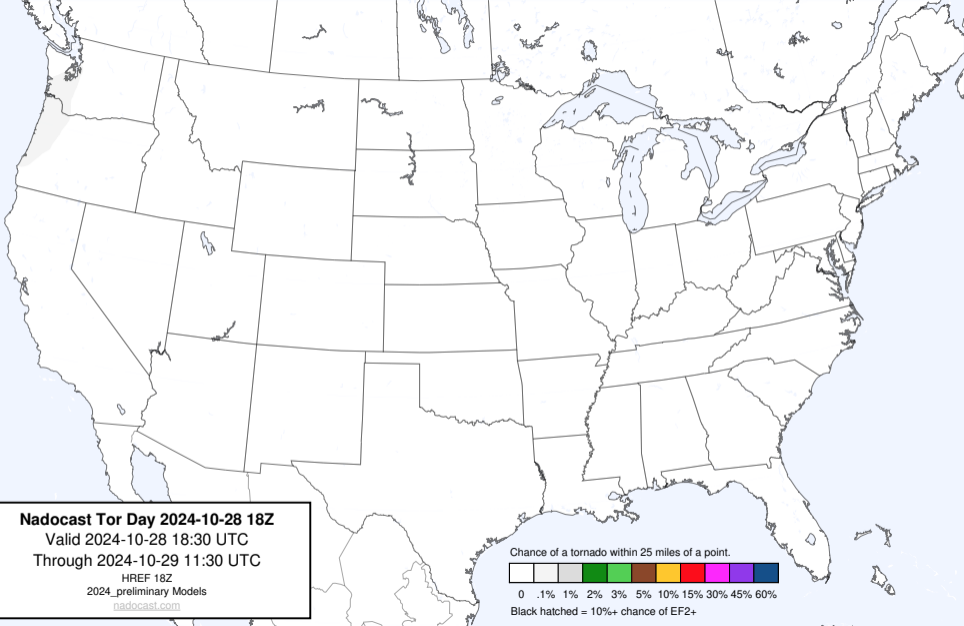 Nadocast Tor Day 2024-10-28 18Z
Valid 2024-10-28 18:30 UTC
Through 2024-10-29 11:30 UTC
HREF 18Z
2024_preliminary Models
nadocast.com
Chance of a tornado within 25 miles of a point.
0 .1% 1% 2% 3% 5% 10% 15% 30% 45% 60%
Black hatched = 10%+ chance of EF2+